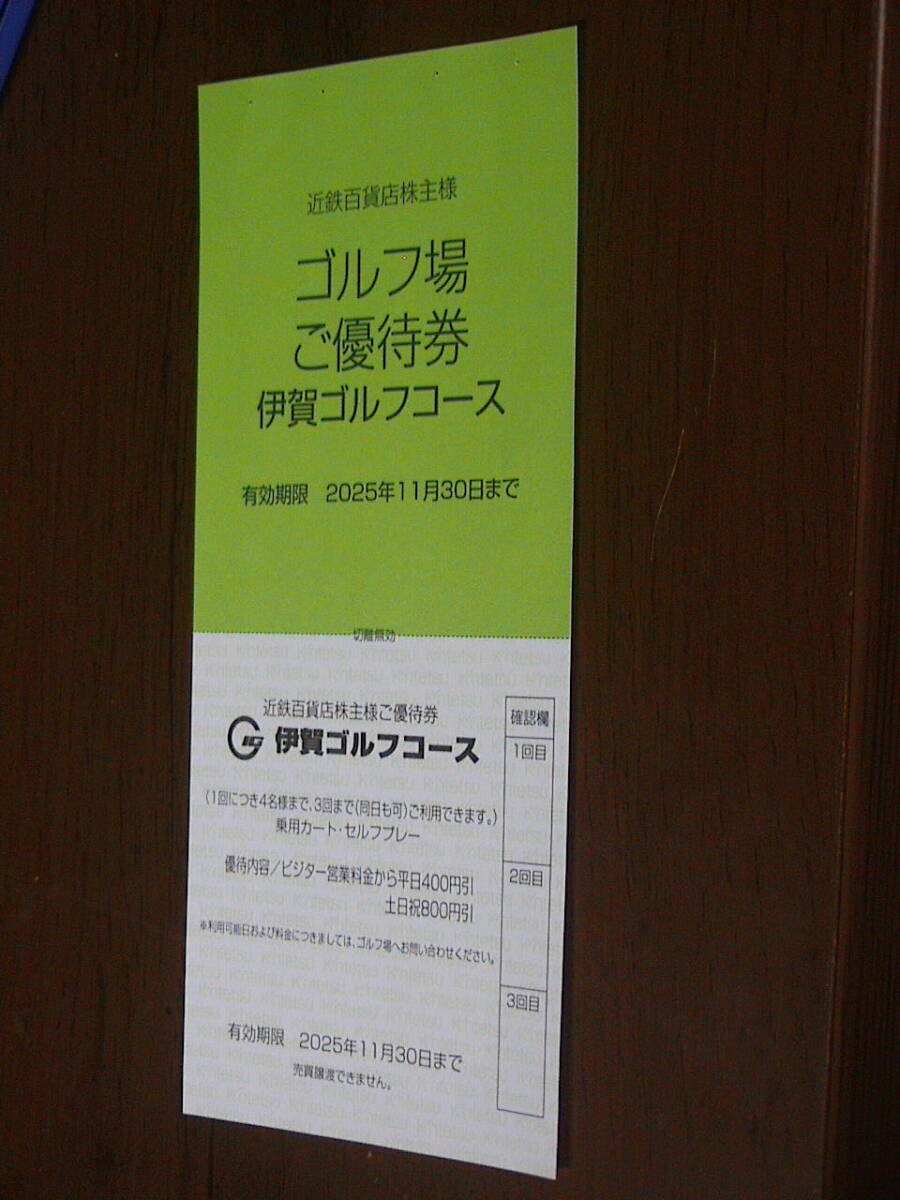 近鉄百貨店株主様
ゴルフ場
ご優待券
伊賀ゴルフコース
有効期限 2025年11月30日まで
切離無効
近鉄百貨店株主様ご優待券
伊賀ゴルフコース
(1回につき4名様まで、3回まで(同日も可)ご利用できます。)
乗用カート・セルフプレー
優待内容/ビジター営業料金から平日400円引
土日祝800円引
※利用可能日および料金につきましては、ゴルフ場へお問い合わせください。
有効期限 2025年11月30日まで
売買譲渡できません。
確認欄
1回目
2回目
3回目